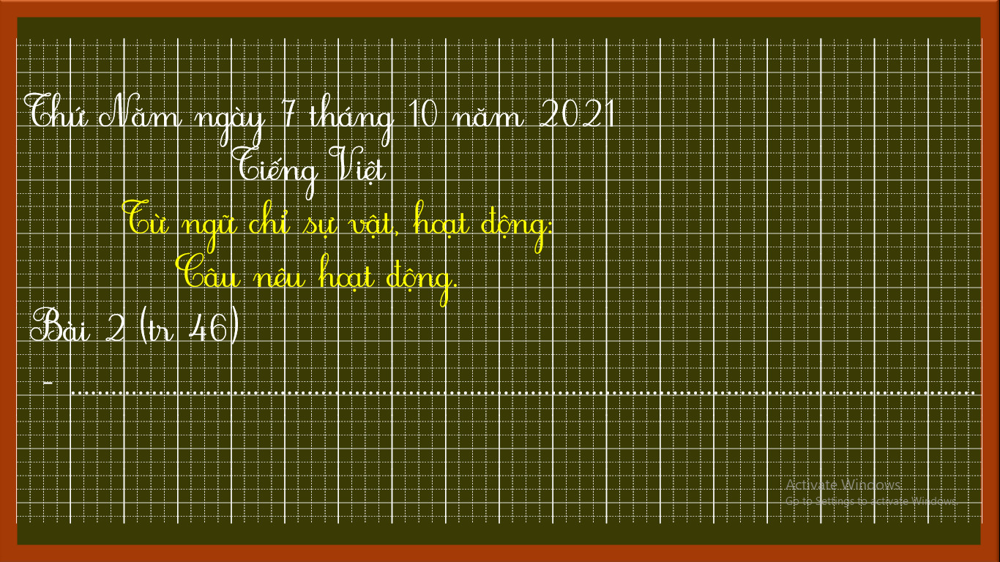 Thứ Năm ngày 7 tháng 10 năm 2021
Tiếng Việt
Từ ngữ chỉ sự vật, hoạt động:
Câu nêu hoạt động.
Bài 2 (tr 46)
- ........................................................................................................................
Activate Windows
Go to Settings to activate Windows.